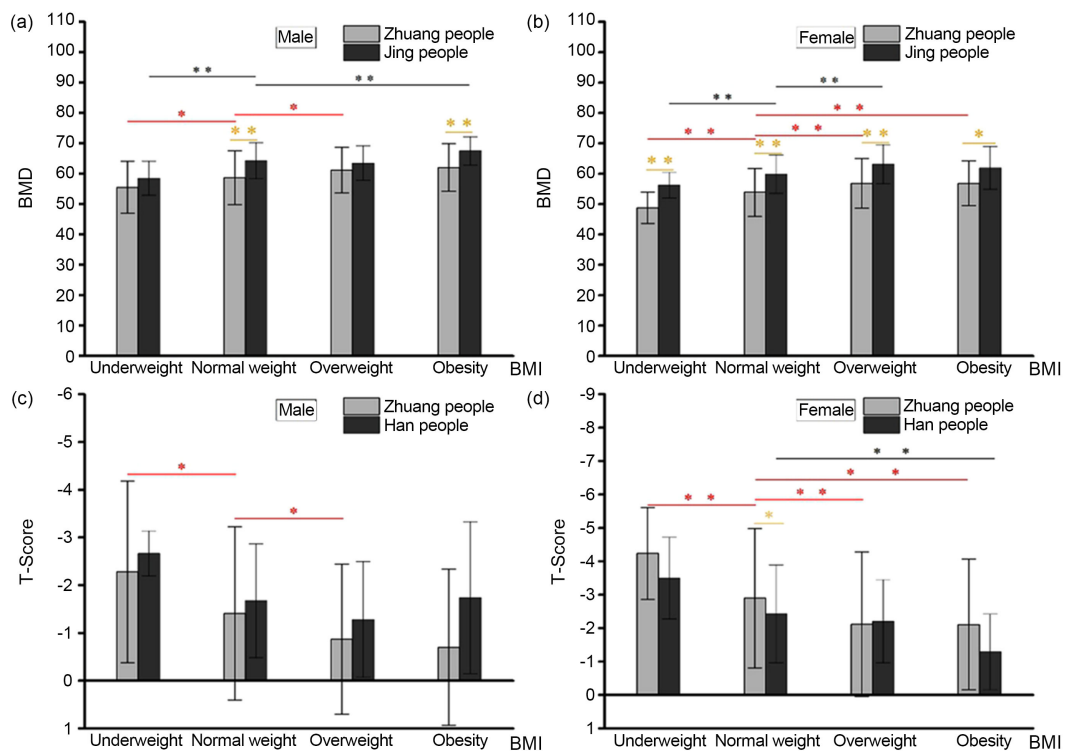 (a)
Male
Zhuang people
Jing people
BMD
110
100
90
80
70
60
50
40
30
20
10
0
** **
* *
** **
Underweight Normal weight Overweight Obesity BMI
(b)
Female
Zhuang people
Jing people
BMD
110
100
90
80
70
60
50
40
30
20
10
0
**
** **
** **
** ** ** *
Underweight Normal weight Overweight Obesity BMI
(c)
Male
Zhuang people
Han people
T-Score
-6
-5
-4
-3
-2
-1
0
1
*
*
Underweight Normal weight Overweight Obesity BMI
(d)
Female
Zhuang people
Han people
T-Score
-9
-8
-7
-6
-5
-4
-3
-2
-1
0
1
**
**
** **
*
Underweight Normal weight Overweight Obesity BMI